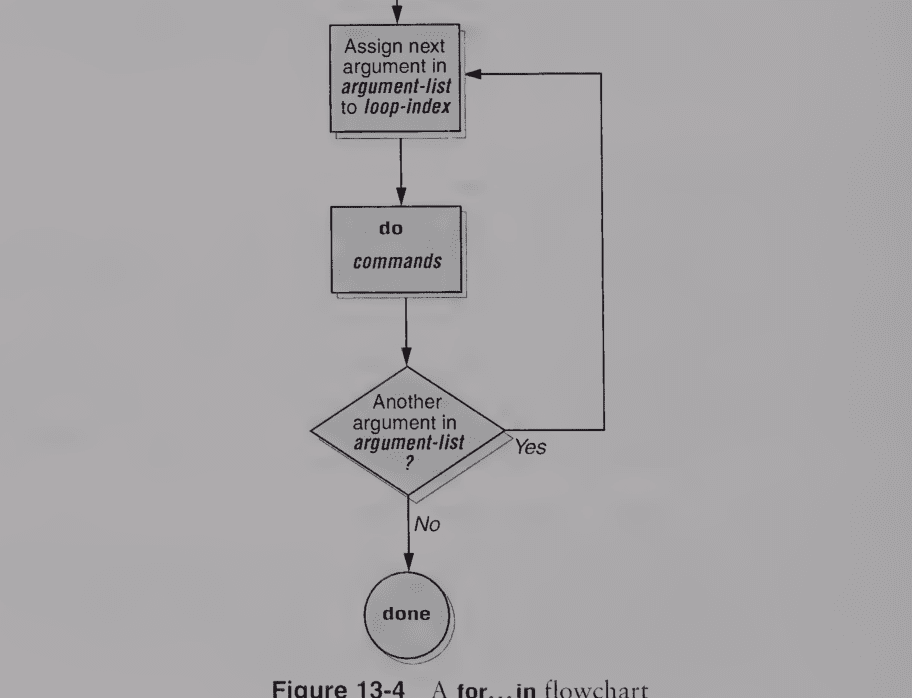 Assign next
argument in
argument-list
to loop-index
do
commands
Another
argument in
argument-list
?
Yes
No
done
Figure 13-4 A for...in flowchart